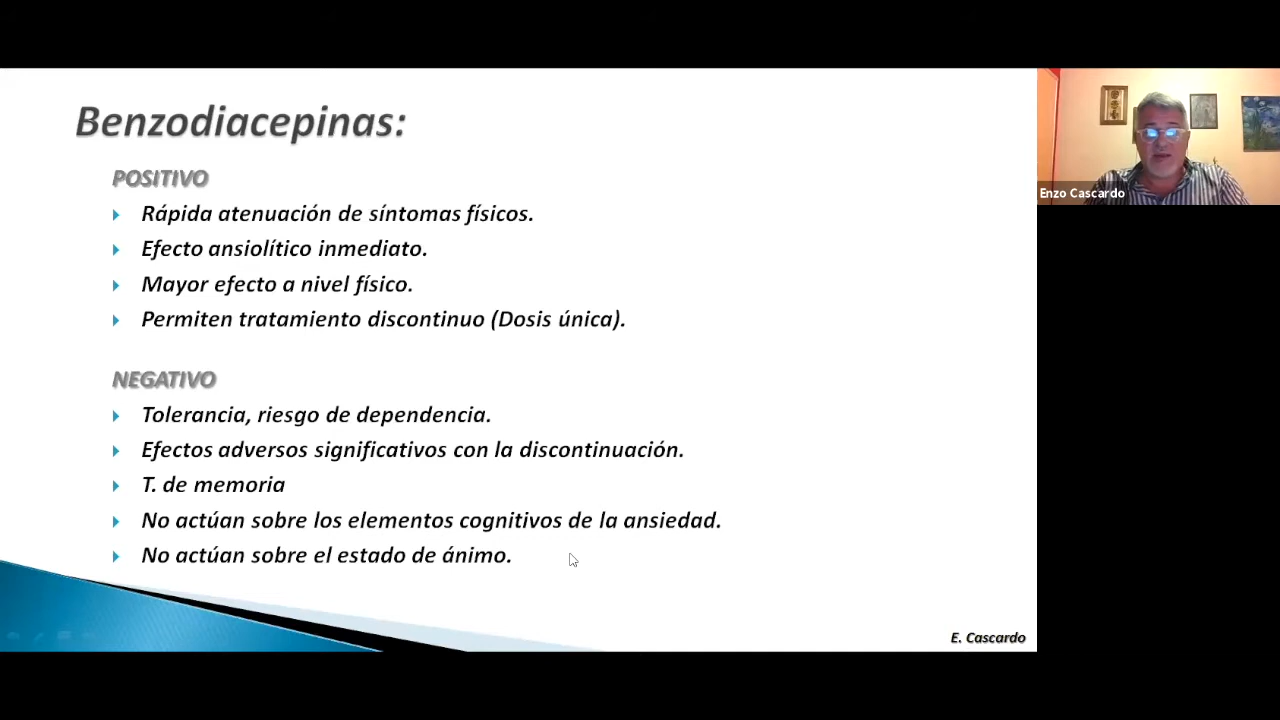 Benzodiacepinas:
POSITIVO
Rápida atenuación de síntomas físicos.
Efecto ansiolítico inmediato.
Mayor efecto a nivel físico.
Permiten tratamiento discontinuo (Dosis única).
NEGATIVO
Tolerancia, riesgo de dependencia.
Efectos adversos significativos con la discontinuación.
T. de memoria
No actúan sobre los elementos cognitivos de la ansiedad.
No actúan sobre el estado de ánimo.
E. Cascardo
Enzo Cascardo